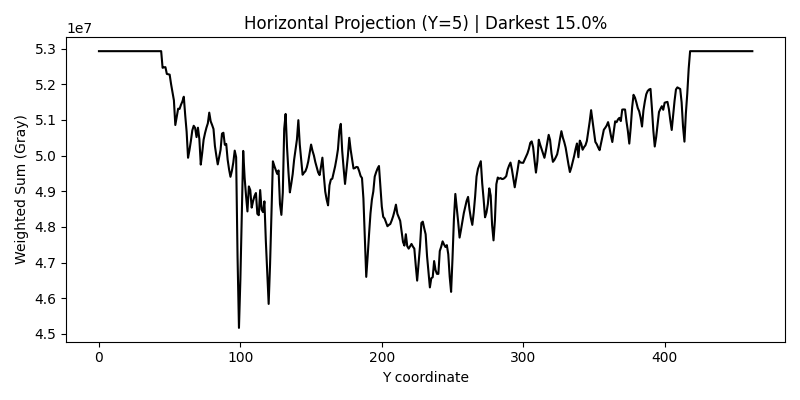 Horizontal Projection (Y=5) | Darkest 15.0%
1e7
5.3
5.2
5.1
5.0
4.9
4.8
4.7
4.6
4.5
Weighted Sum (Gray)
0 100 200 300 400
Y coordinate